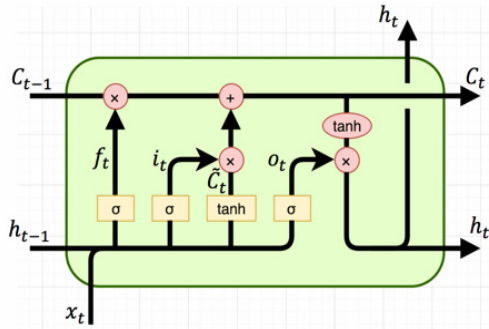 h_t
C_{t-1}
×
+
C_t
tanh
f_t
i_t
×
o_t
×
C̃_t
σ
σ
tanh
σ
h_{t-1}
h_t
x_t